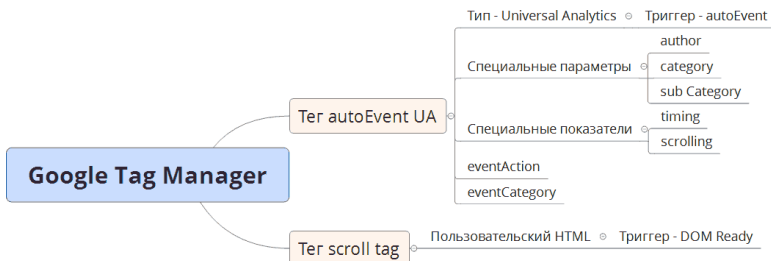 Google Tag Manager
Тег autoEvent UA
Тип - Universal Analytics
Триггер - autoEvent
Специальные параметры
author
category
sub Category
Специальные показатели
timing
scrolling
eventAction
eventCategory
Тег scroll tag
Пользовательский HTML
Триггер - DOM Ready